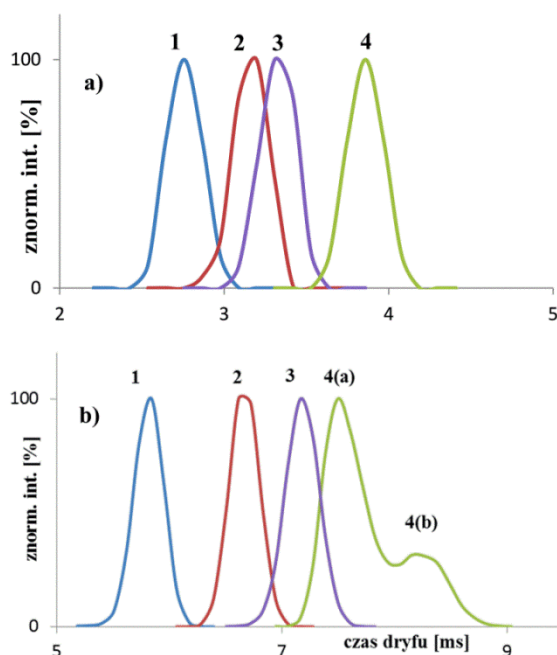 1 2 3 4
100
a)
znorm. int. [%]
0
2 3 4 5
1 2 3 4(a)
100
b)
4(b)
znorm. int. [%]
0
5 7 czas dryfu [ms] 9